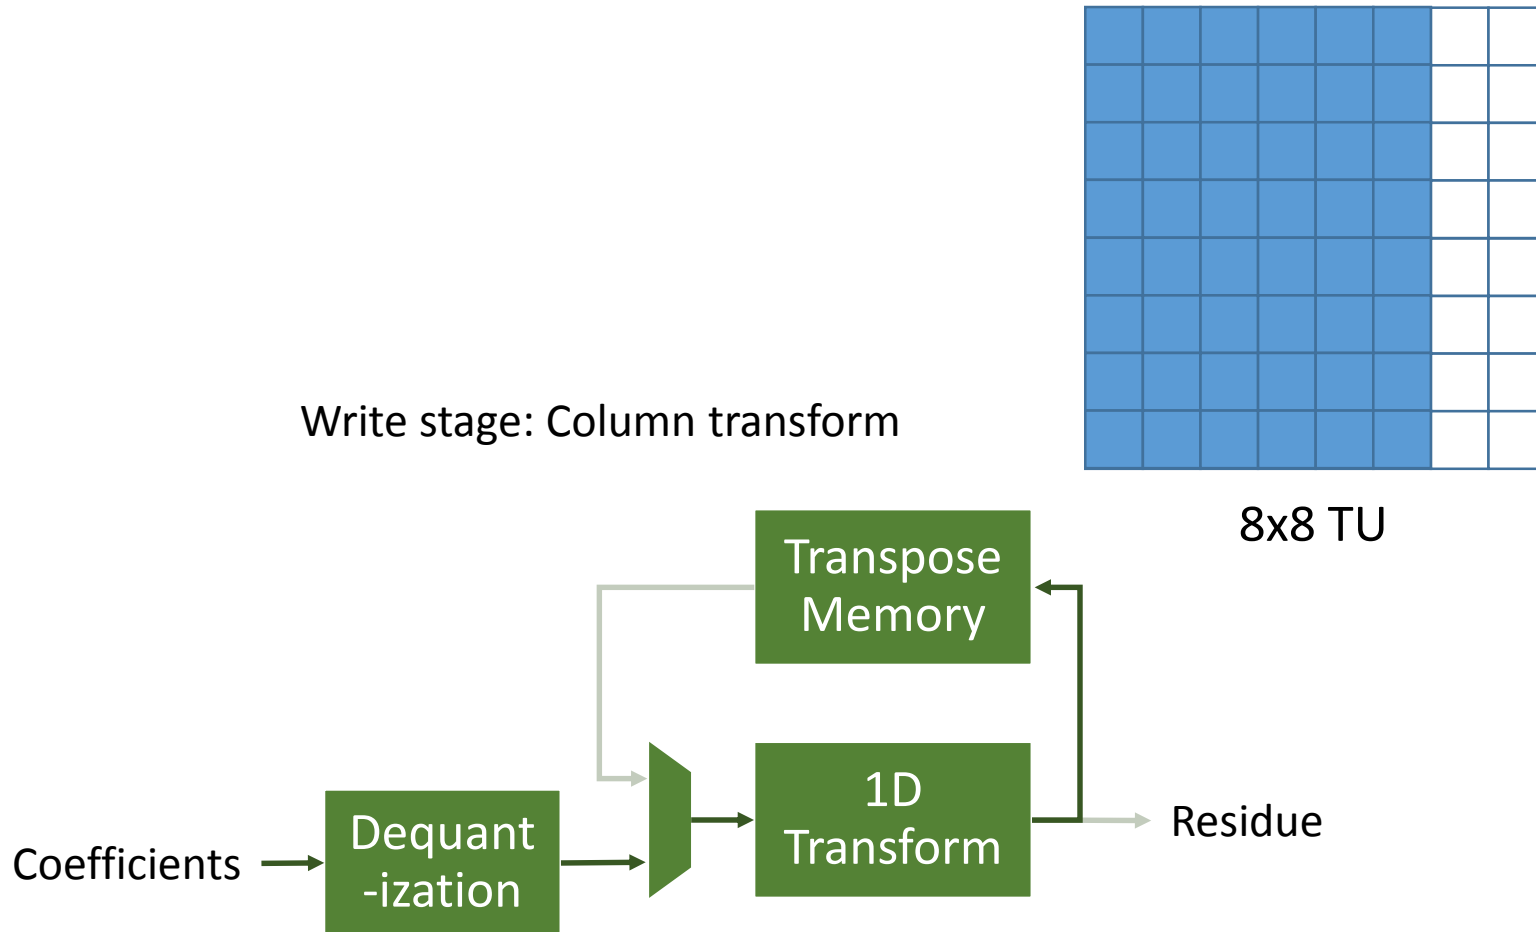 Write stage: Column transform
8x8 TU
Transpose
Memory
1D
Transform
Residue
Dequant
-ization
Coefficients